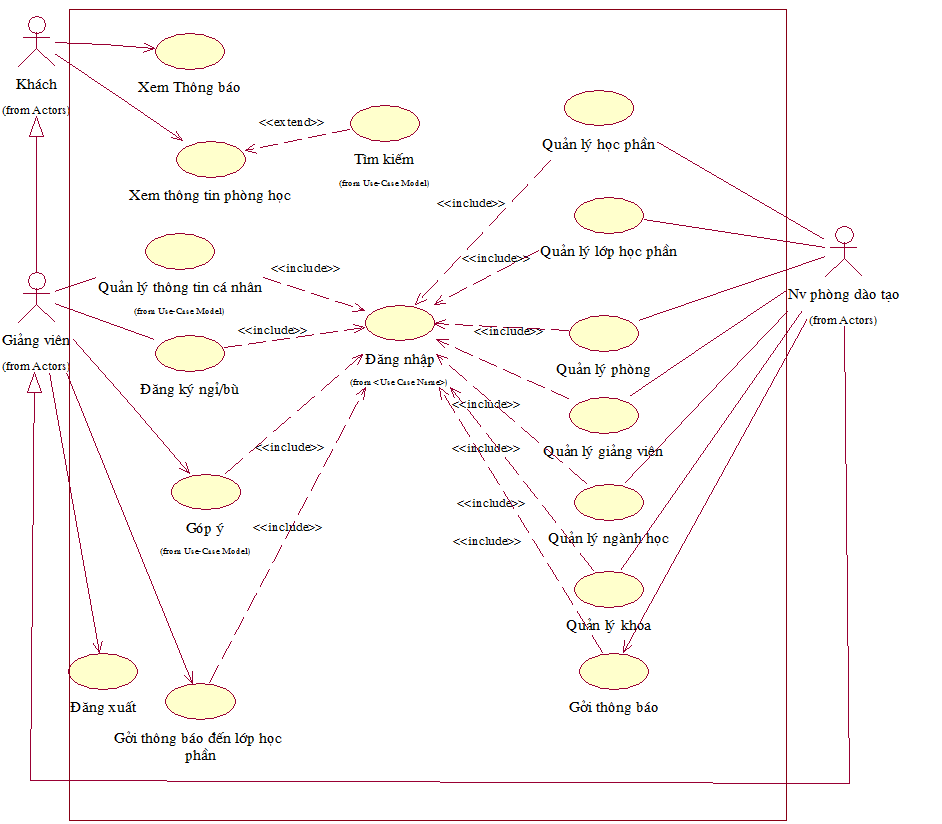 Khách
(from Actors)
Xem Thông báo
<<extend>>
Tìm kiếm
(from Use-Case Model)
Xem thông tin phòng học
Quản lý học phần
<<include>>
Quản lý lớp học phần
<<include>>
<<include>>
Quản lý thông tin cá nhân
(from Use-Case Model)
Nv phòng dào tạo
(from Actors)
Giảng viên
(from Actors)
<<include>>
<<include>>
Đăng nhập
(from <Use Case Name>)
Quản lý phòng
Đăng ký ngỉ/bù
<<include>>
<<include>>
<<include>>
Quản lý giảng viên
<<include>>
Góp ý
(from Use-Case Model)
<<include>>
Quản lý ngành học
<<include>>
Quản lý khóa
Đăng xuất
Gởi thông báo
Gởi thông báo đến lớp học
phần